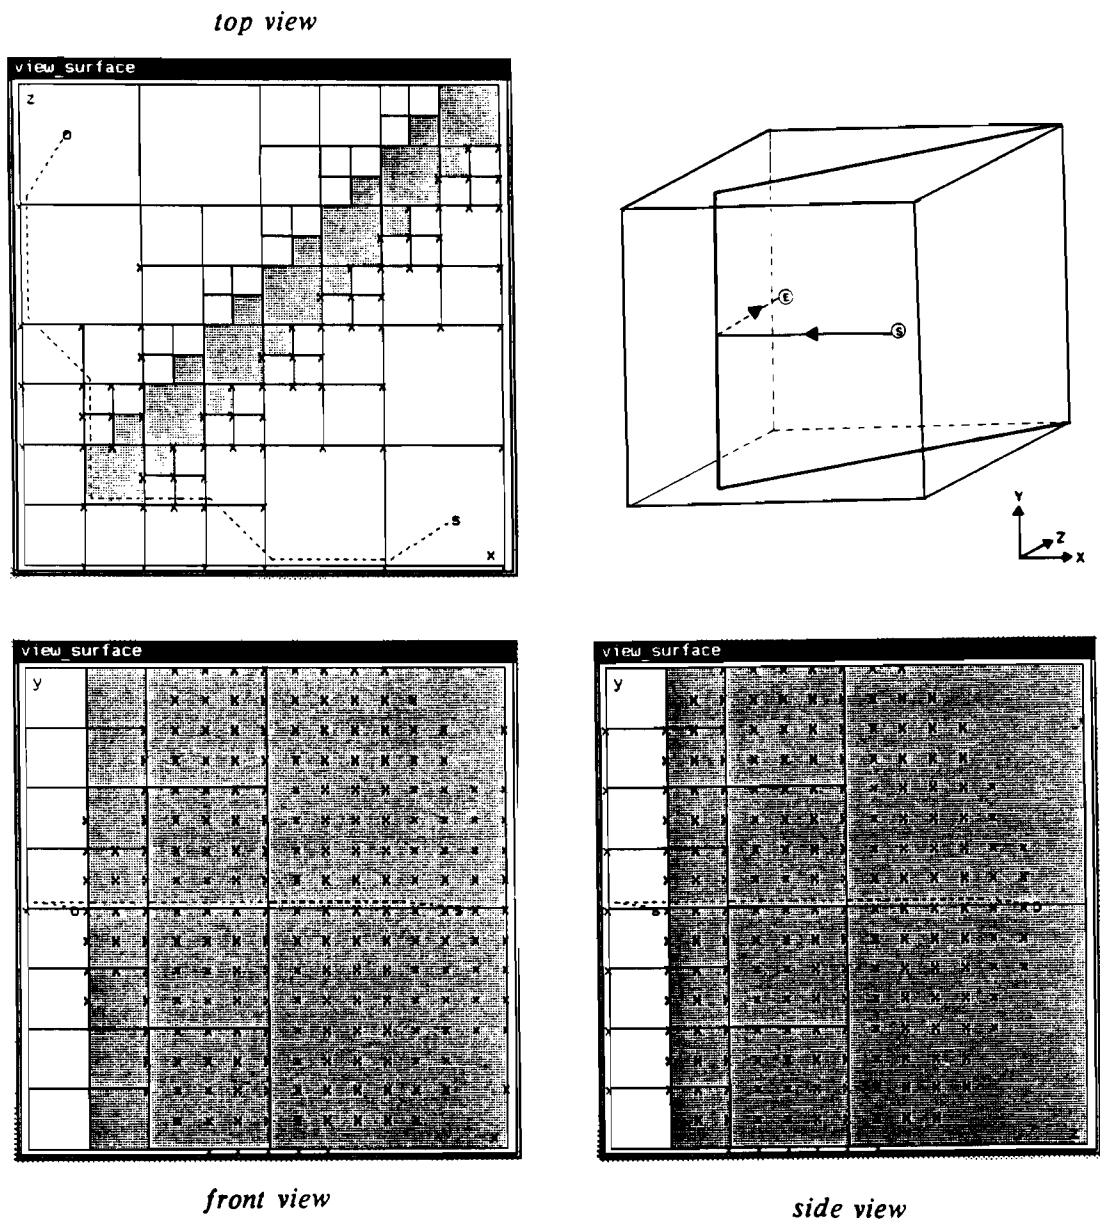 top view
view_surface
z
o
s
x
E
S
Y
Z
X
view_surface
y
o
s
x
view_surface
y
s
o
z
front view
side view